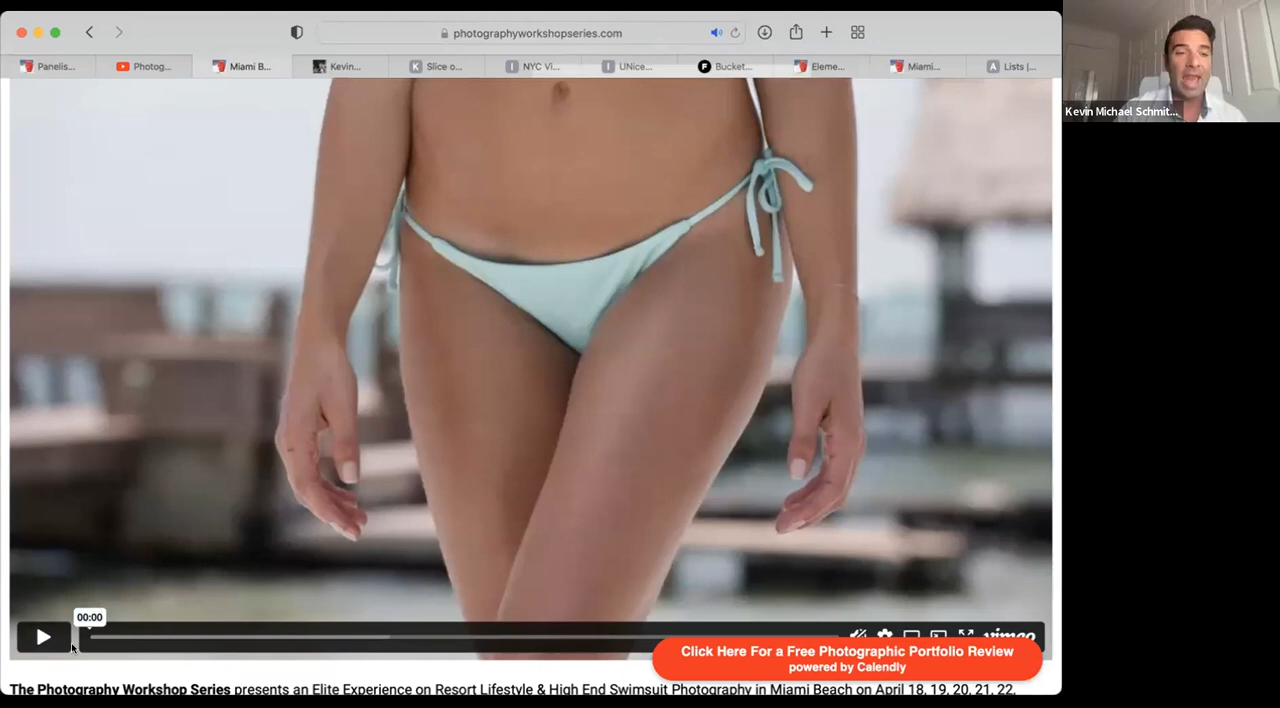 photographyworkshopseries.com
Panelis...
Photog...
Miami B...
Kevin...
Slice o...
NYC Vi...
UNice...
Bucket...
Eleme...
Miami...
Lists |...
Kevin Michael Schmit...
00:00
vimeo
Click Here For a Free Photographic Portfolio Review
powered by Calendly
The Photography Workshop Series presents an Elite Experience on Resort Lifestyle & High End Swimsuit Photography in Miami Beach on April 18, 19, 20, 21, 22,